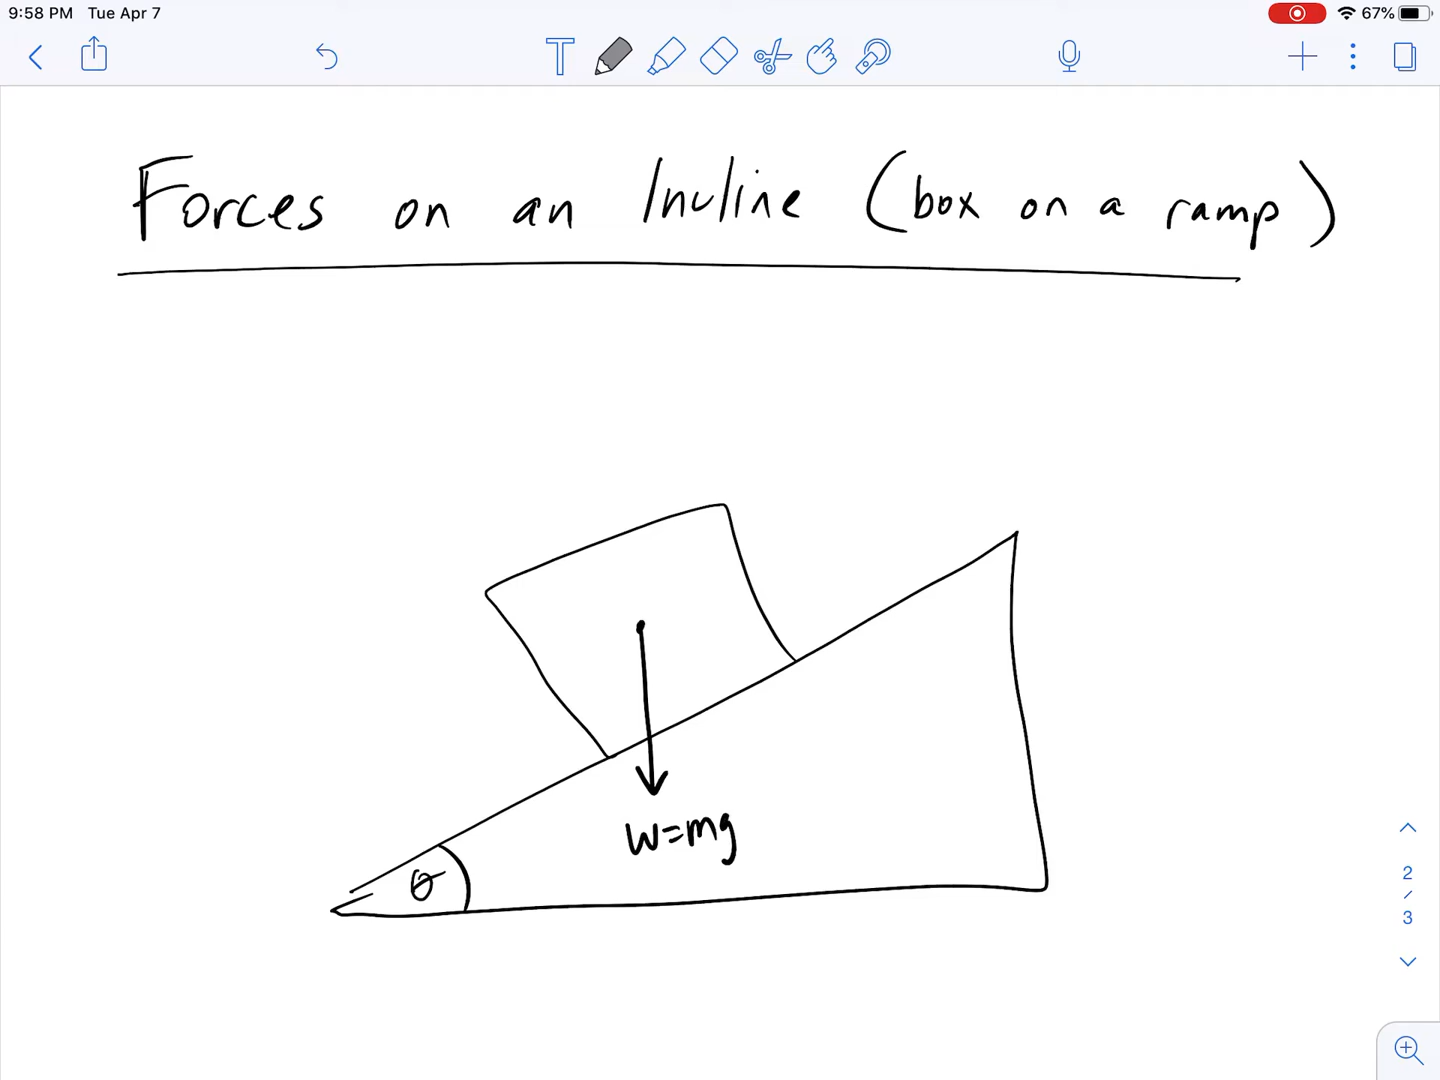 9:58 PM Tue Apr 7 67%
T
Forces on an Incline (box on a ramp)
W=mg
θ
2
/
3